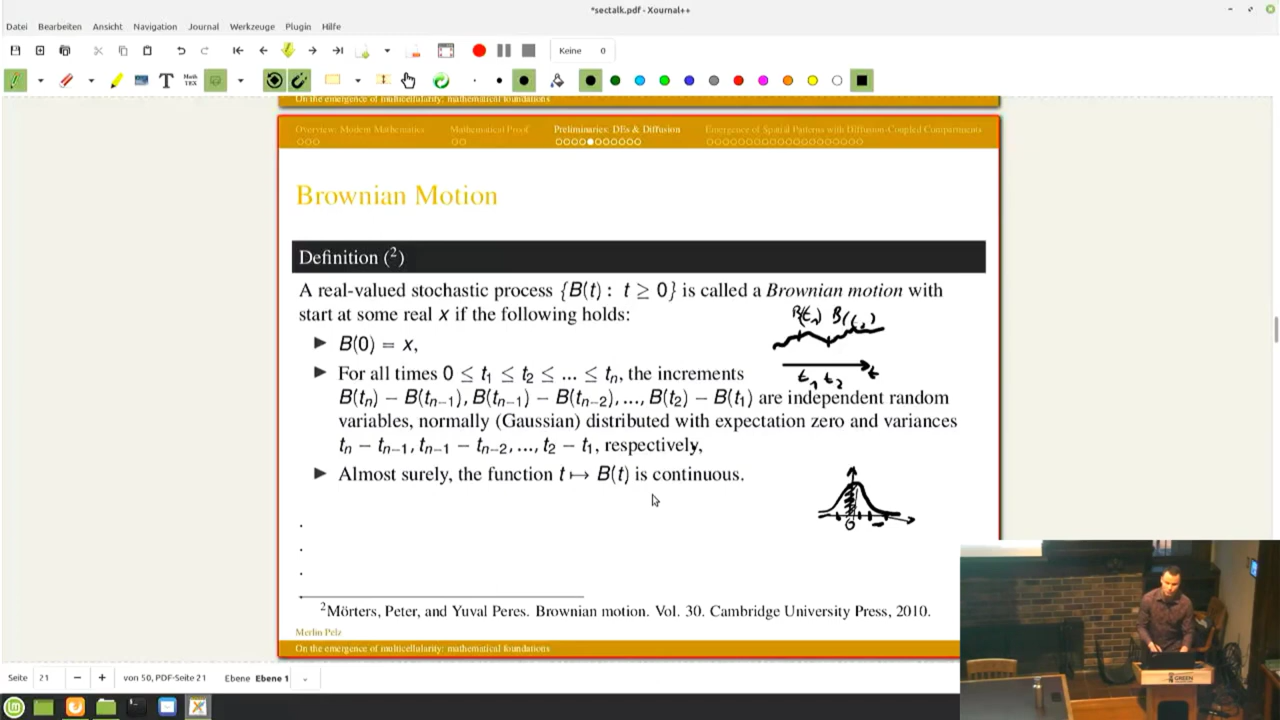 *sectalk.pdf - Xournal++
Datei Bearbeiten Ansicht Navigation Journal Werkzeuge Plugin Hilfe
Keine 0
T Math TEX
On the emergence of multicellularity: mathematical foundations
Overview: Modern Mathematics Mathematical Proof Preliminaries: DEs & Diffusion Emergence of Spatial Patterns with Diffusion-Coupled Compartments
Brownian Motion
Definition (²)
A real-valued stochastic process {B(t) : t ≥ 0} is called a Brownian motion with
start at some real x if the following holds:
B(t₁) B(t₂)
▶ B(0) = x,
t₁ t₂ t
▶ For all times 0 ≤ t₁ ≤ t₂ ≤ ... ≤ tₙ, the increments
B(tₙ) − B(tₙ₋₁), B(tₙ₋₁) − B(tₙ₋₂), ..., B(t₂) − B(t₁) are independent random
variables, normally (Gaussian) distributed with expectation zero and variances
tₙ − tₙ₋₁, tₙ₋₁ − tₙ₋₂, ..., t₂ − t₁, respectively,
▶ Almost surely, the function t ↦ B(t) is continuous.
0
.
.
.
²Mörters, Peter, and Yuval Peres. Brownian motion. Vol. 30. Cambridge University Press, 2010.
Merlin Pelz
On the emergence of multicellularity: mathematical foundations
GREEN
Seite 21 von 50, PDF-Seite 21 Ebene Ebene 1